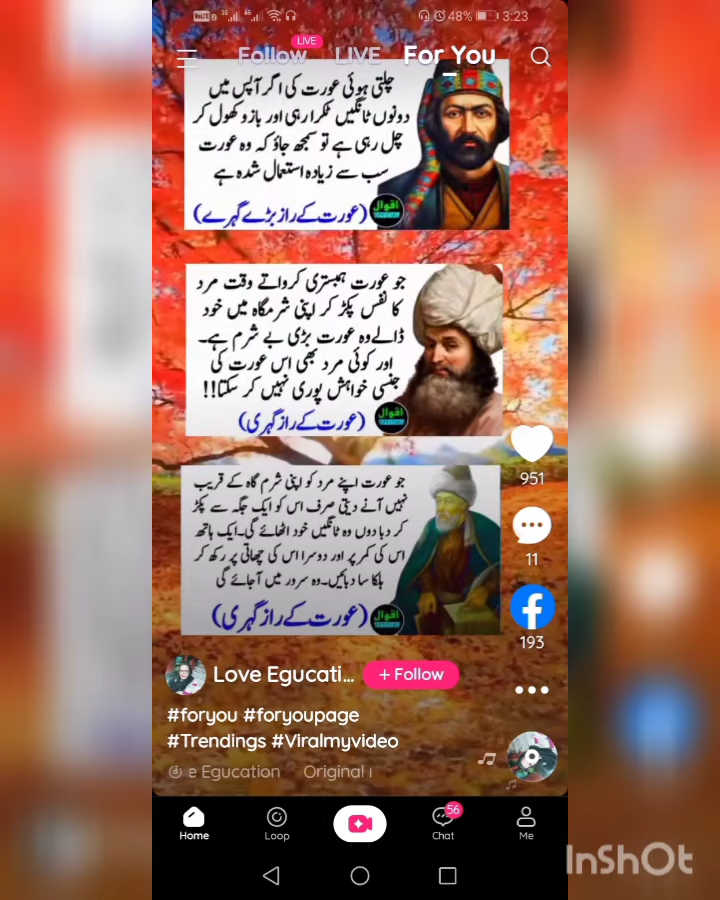 48% 3:23
LIVE
Follow LIVE For You
چلتی ہوئی عورت کی اگر آپس میں
دونوں ٹانگیں ٹکرا رہی اور بازو کھول کر
چل رہی ہے تو سمجھ جاؤ کہ وہ عورت
سب سے زیادہ استعمال شدہ ہے
(عورت کے راز بڑے گہرے)
اقوال
جو عورت ہمبستری کرواتے وقت مرد
کا نفس پکڑ کر اپنی شرمگاہ میں خود
ڈالے وہ عورت بڑی بے شرم ہے۔
اور کوئی مرد بھی اس عورت کی
جنسی خواہش پوری نہیں کر سکتا!!
(عورت کے راز گہری)
اقوال
951
جو عورت اپنے مرد کو اپنی شرم گاہ کے قریب
نہیں آنے دیتی صرف اس کو ایک جگہ سے پکڑ
کر دبا دوں وہ ٹانگیں خود اٹھائے گی۔ایک ہاتھ
اس کی کمر پر اور دوسرا اس کی چھاتی پر رکھ کر
ہلکا سا دبائیں۔وہ سرور میں آجائے گی
(عورت کے راز گہری)
اقوال
11
193
Love Egucati... + Follow
#foryou #foryoupage
#Trendings #Viralmyvideo
e Egucation Original
56
Home Loop Chat Me
InShOt